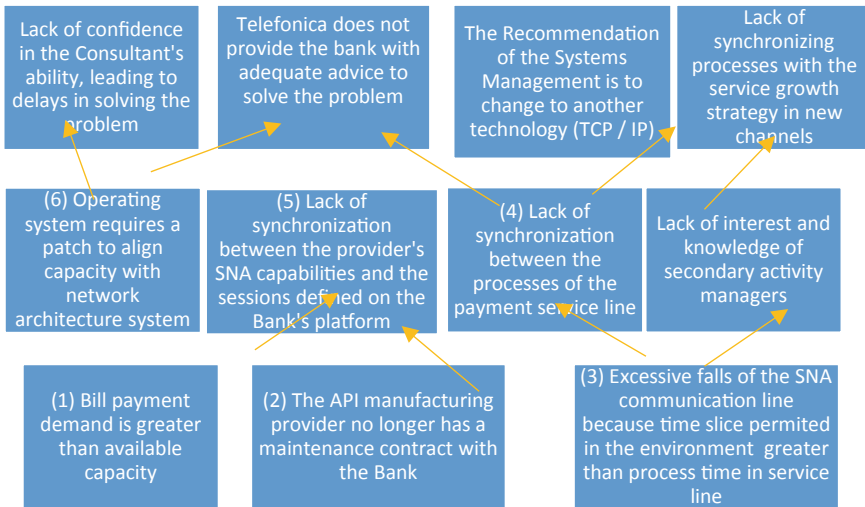 Lack of confidence
in the Consultant's
ability, leading to
delays in solving the
problem
Telefonica does not
provide the bank with
adequate advice to
solve the problem
The Recommendation
of the Systems
Management is to
change to another
technology (TCP / IP)
Lack of
synchronizing
processes with the
service growth
strategy in new
channels
(6) Operating
system requires a
patch to align
capacity with
network
architecture system
(5) Lack of
synchronization
between the provider's
SNA capabilities and the
sessions defined on the
Bank's platform
(4) Lack of
synchronization
between the
processes of the
payment service line
Lack of interest and
knowledge of
secondary activity
managers
(1) Bill payment
demand is greater
than available
capacity
(2) The API manufacturing
provider no longer has a
maintenance contract with
the Bank
(3) Excessive falls of the SNA
communication line
because time slice permited
in the environment greater
than process time in service
line